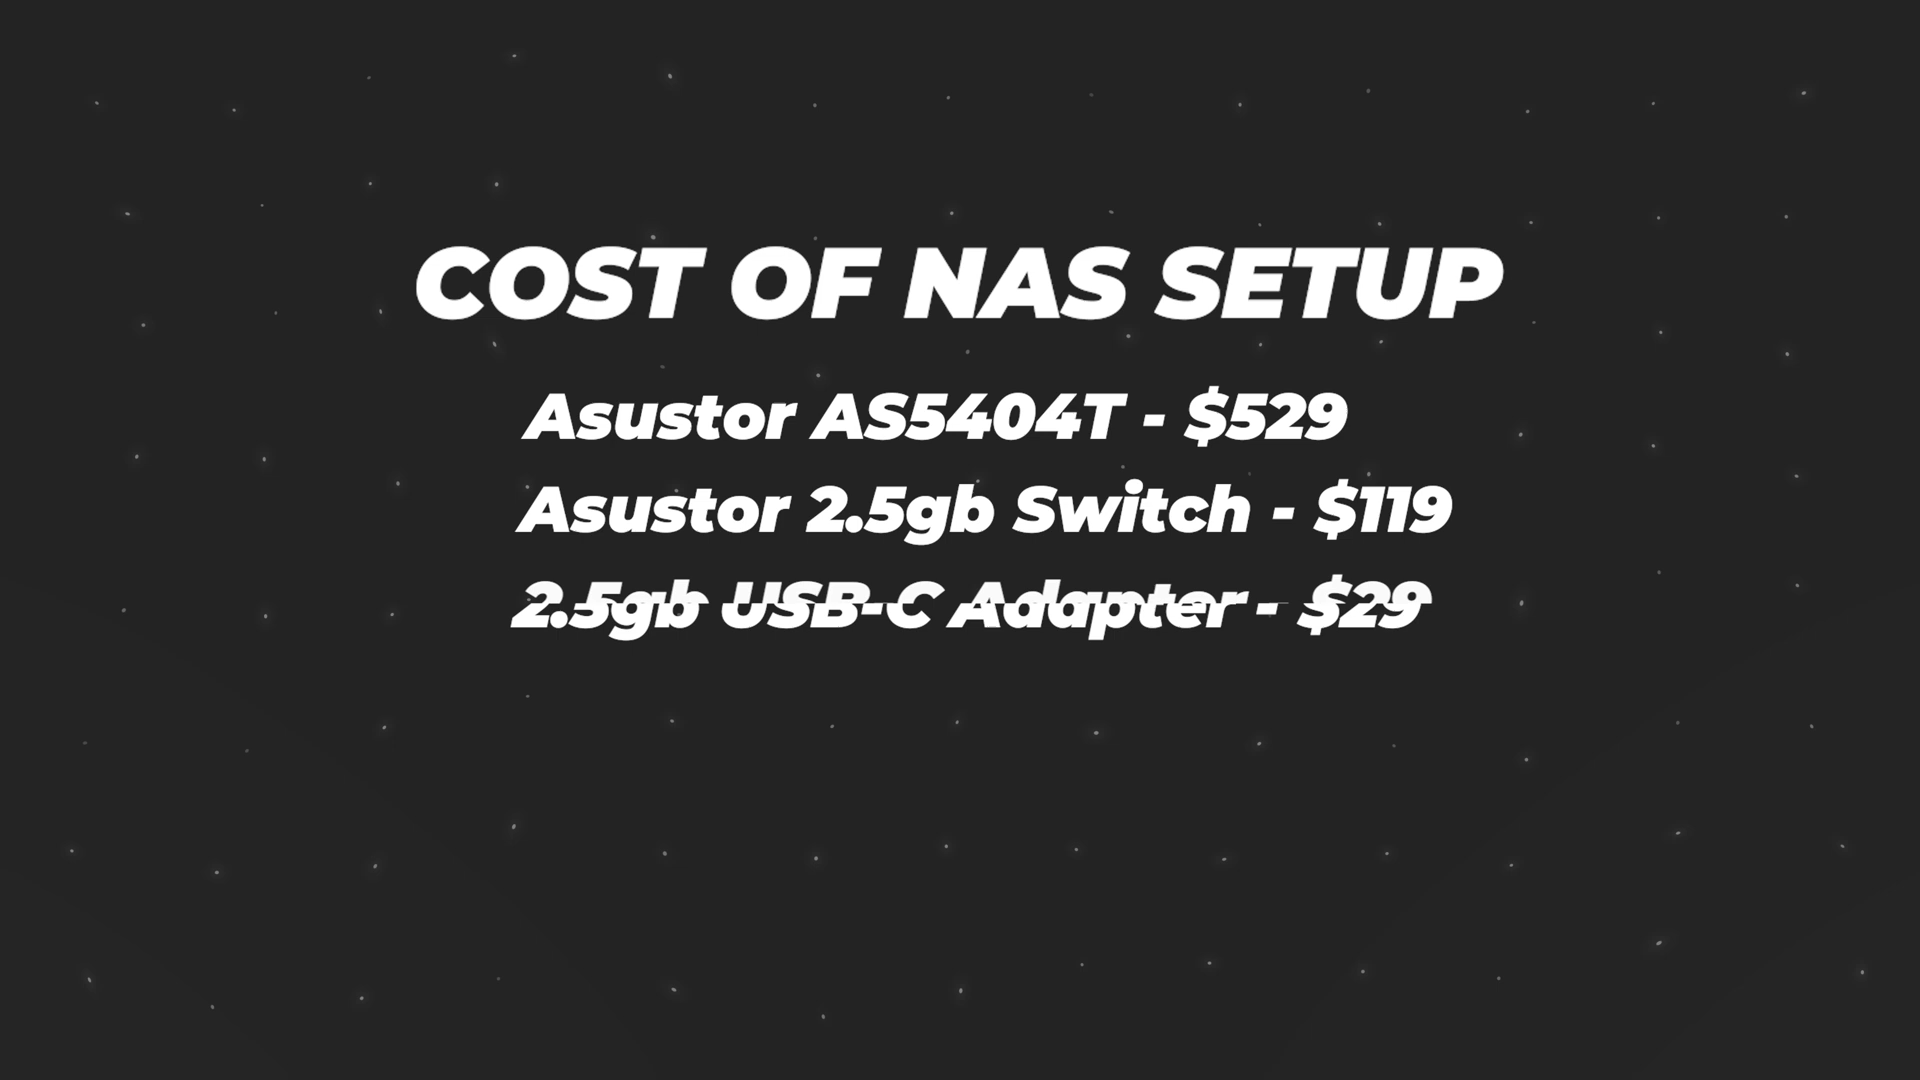 COST OF NAS SETUP
Asustor AS5404T - $529
Asustor 2.5gb Switch - $119
2.5gb USB-C Adapter - $29